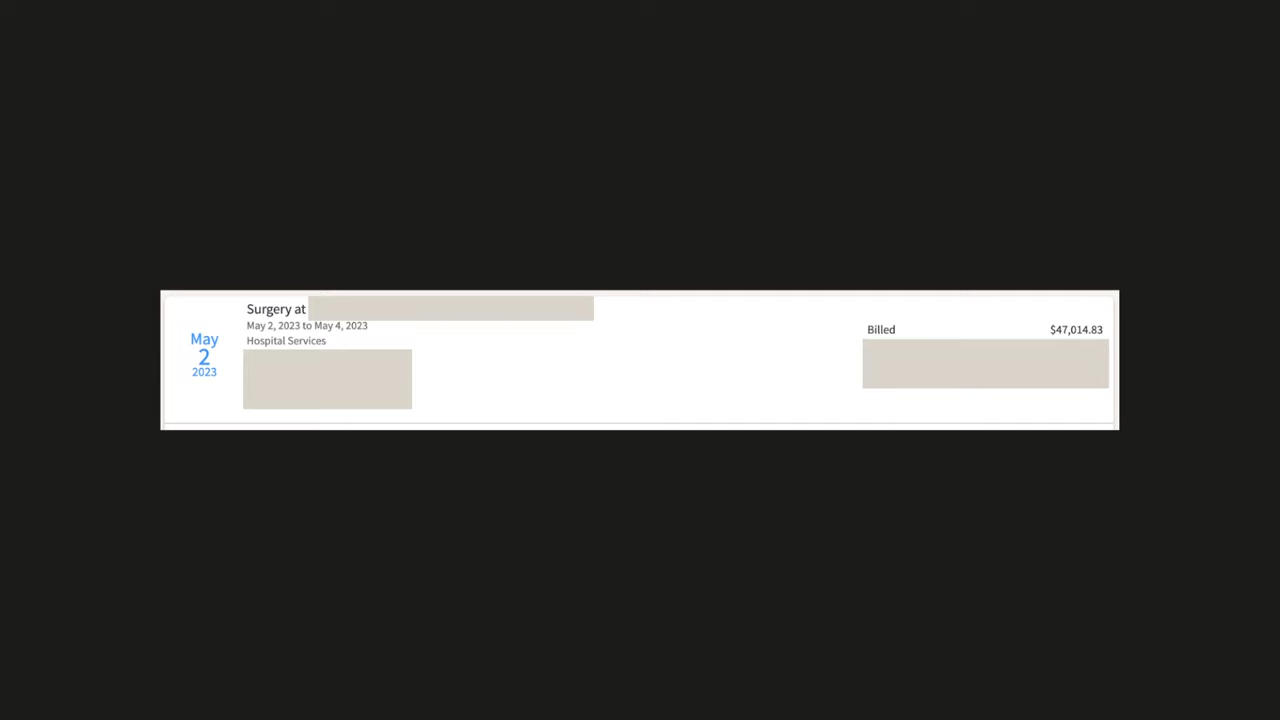 May
2
2023
Surgery at
May 2, 2023 to May 4, 2023
Hospital Services
Billed $47,014.83